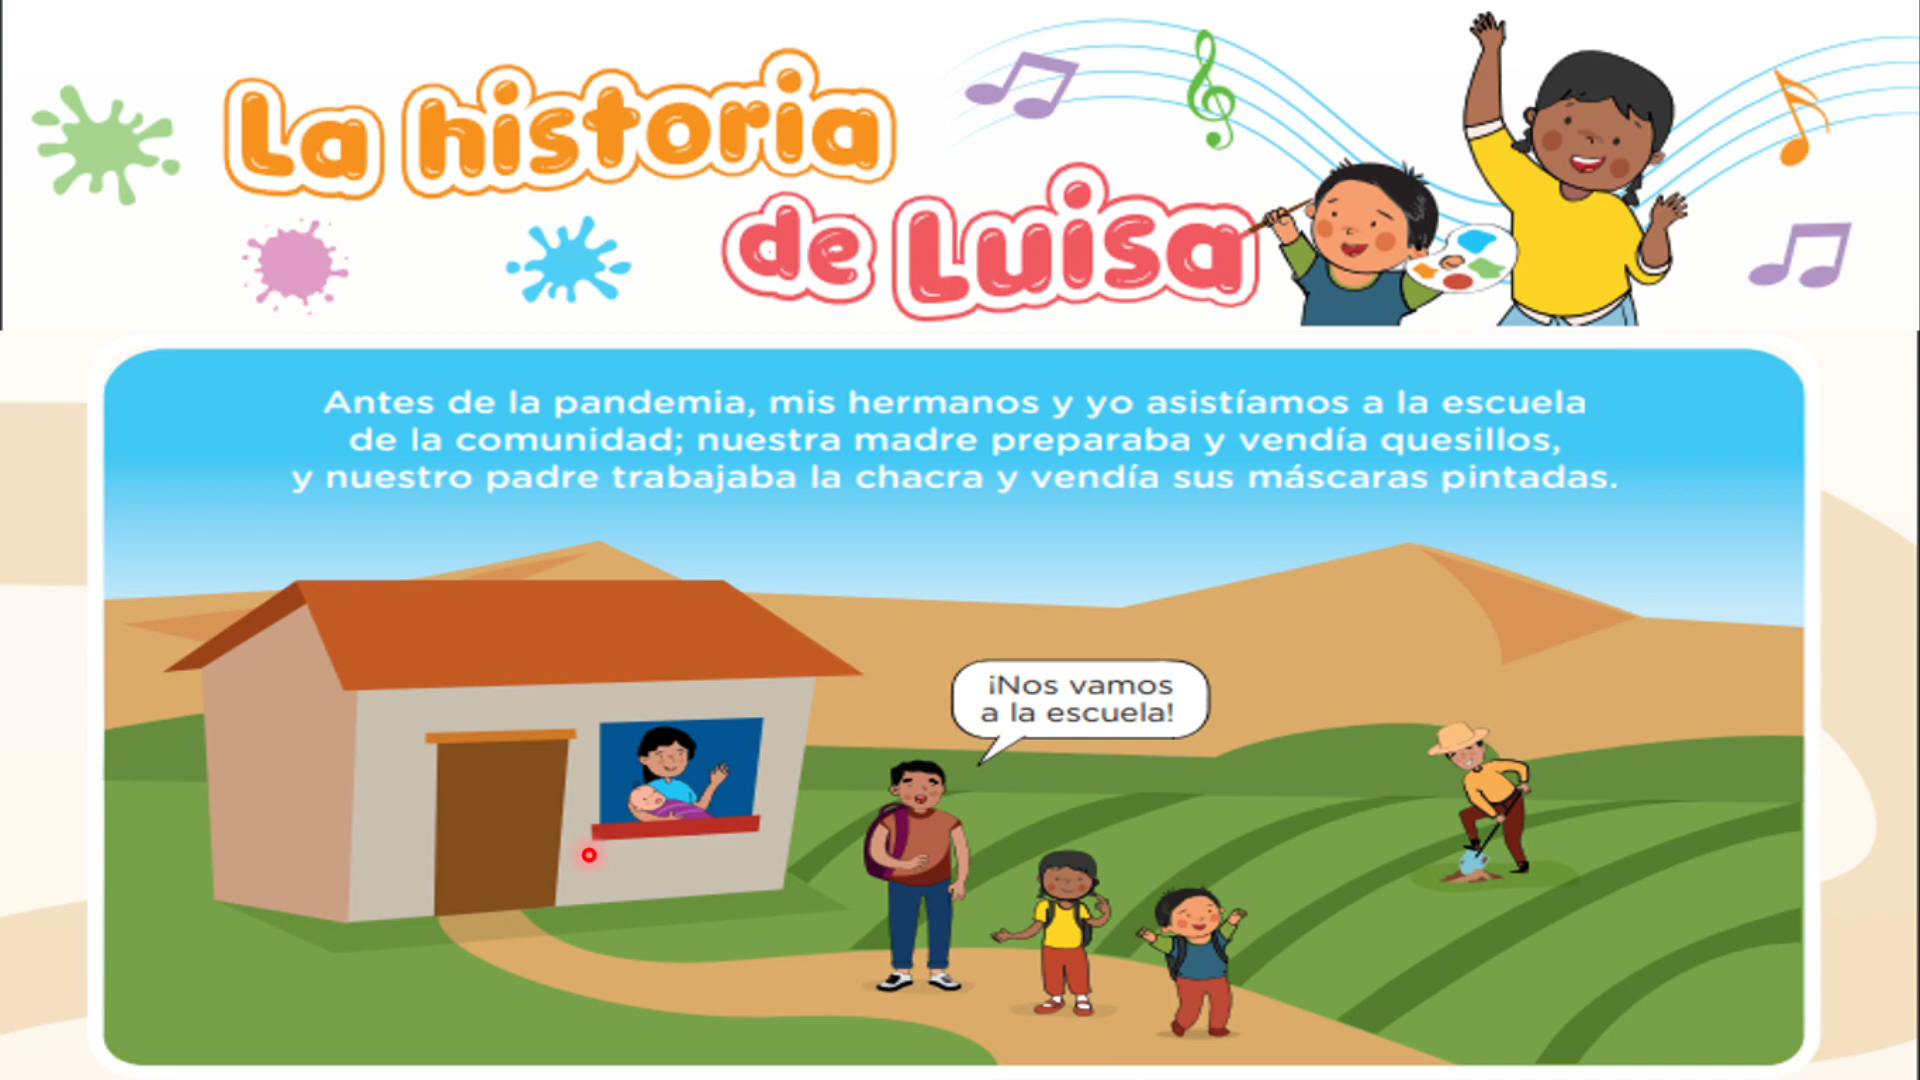 La historia
de Luisa
Antes de la pandemia, mis hermanos y yo asistíamos a la escuela
de la comunidad; nuestra madre preparaba y vendía quesillos,
y nuestro padre trabajaba la chacra y vendía sus máscaras pintadas.
¡Nos vamos
a la escuela!